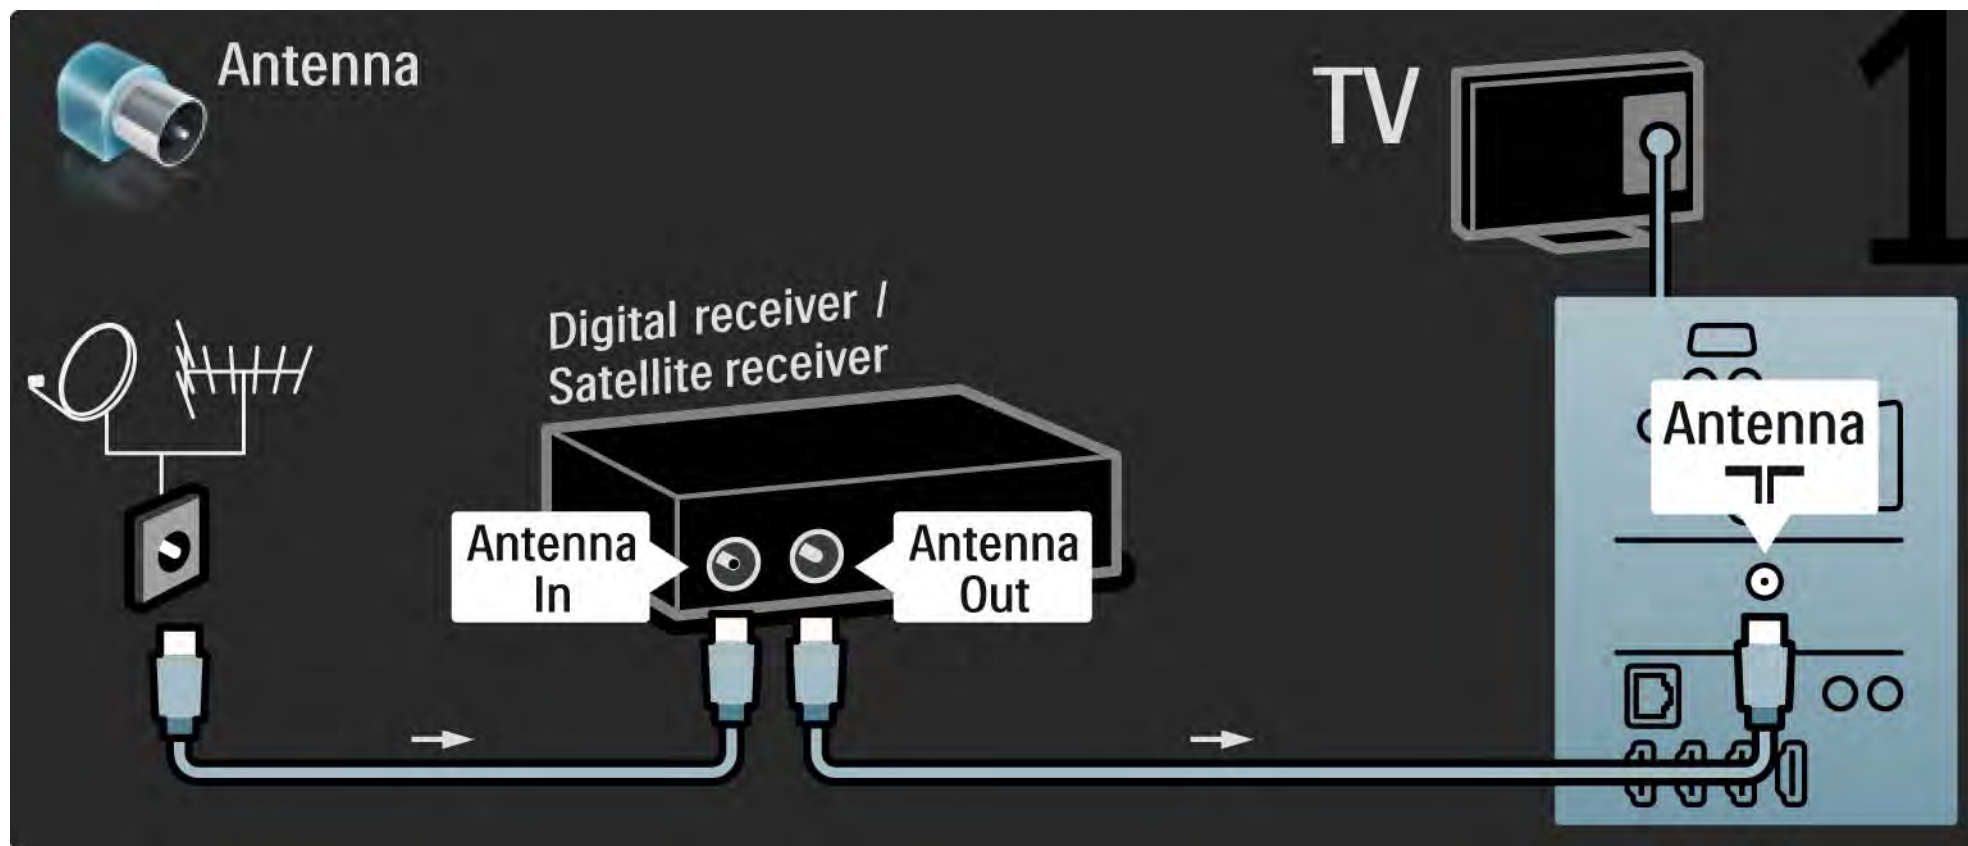 Antenna
TV
1
Digital receiver /
Satellite receiver
Antenna
Antenna
In
Antenna
Out